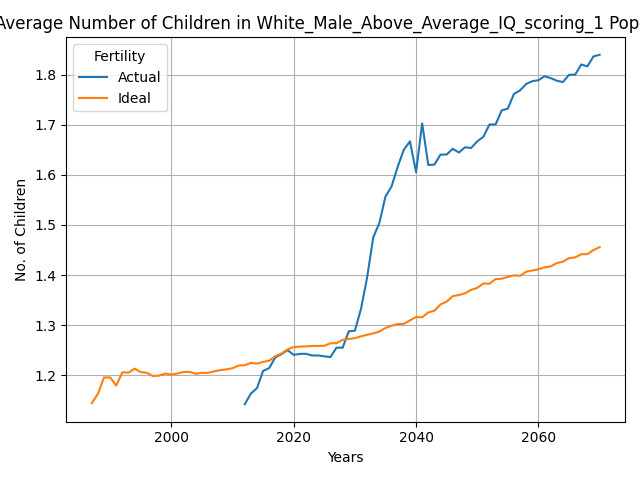 Average Number of Children in White_Male_Above_Average_IQ_scoring_1 Pop
Fertility
Actual
Ideal
1.8
1.7
1.6
1.5
1.4
1.3
1.2
No. of Children
2000 2020 2040 2060
Years